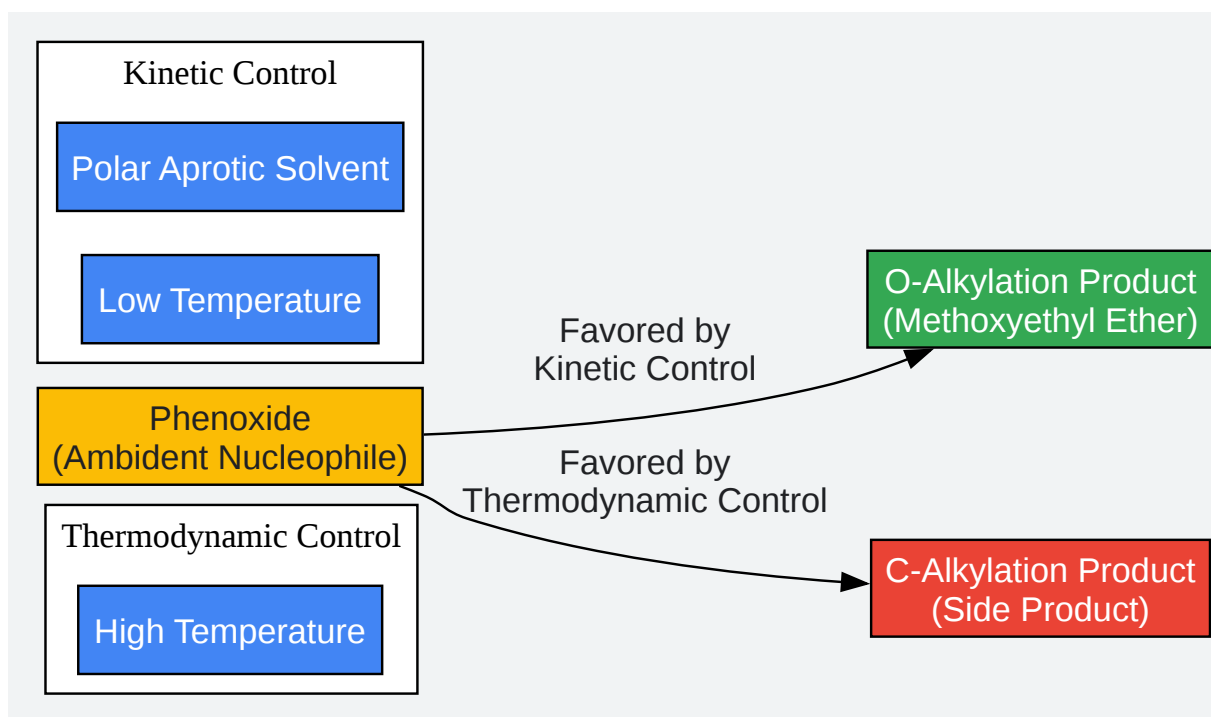 Kinetic Control
Polar Aprotic Solvent
Low Temperature
Phenoxide
(Ambident Nucleophile)
Thermodynamic Control
High Temperature
Favored by
Kinetic Control
Favored by
Thermodynamic Control
O-Alkylation Product
(Methoxyethyl Ether)
C-Alkylation Product
(Side Product)